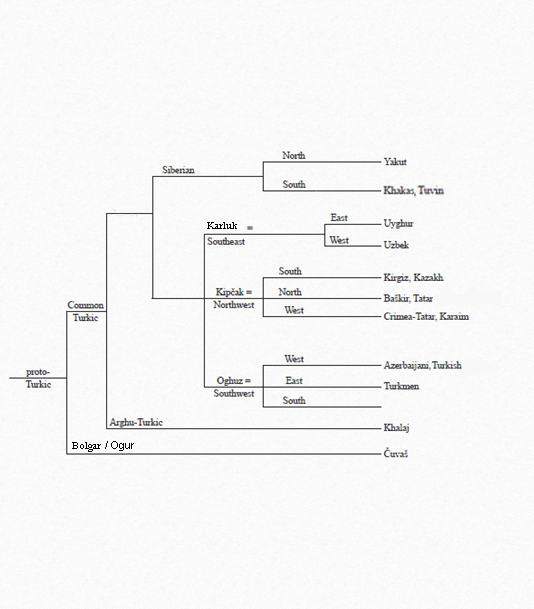 North
Siberian
Yakut
South
Khakas, Tuvin
East
Karluk =
Uyghur
Southeast
West
Uzbek
South
Kirgiz, Kazakh
Kipčak =
North
Baškir, Tatar
Northwest
West
Crimea-Tatar, Karaim
Common
Turkic
proto-
Turkic
West
Azerbaijani, Turkish
Oghuz =
East
Turkmen
Southwest
South
Arghu-Turkic
Khalaj
Bolgar / Ogur
Čuvaš